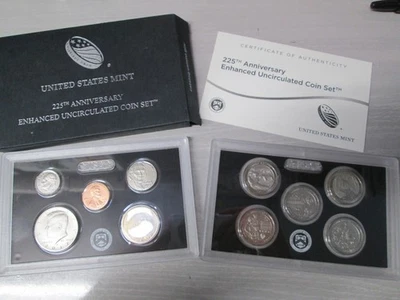 UNITED STATES MINT
225TH ANNIVERSARY
ENHANCED UNCIRCULATED COIN SET™
CERTIFICATE OF AUTHENTICITY
225TH Anniversary
Enhanced Uncirculated Coin Set™
UNITED STATES MINT